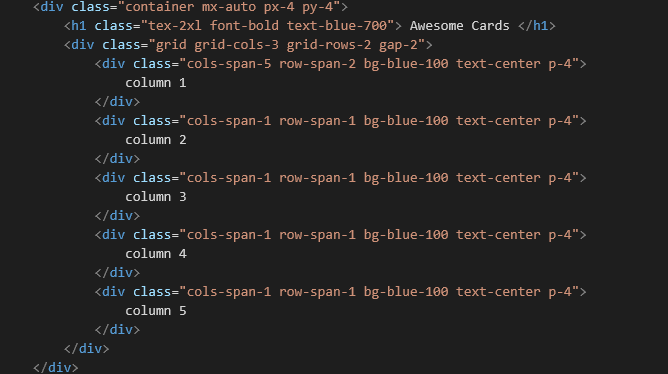 <div class="container mx-auto px-4 py-4">
<h1 class="tex-2xl font-bold text-blue-700"> Awesome Cards </h1>
<div class="grid grid-cols-3 grid-rows-2 gap-2">
<div class="cols-span-5 row-span-2 bg-blue-100 text-center p-4">
column 1
</div>
<div class="cols-span-1 row-span-1 bg-blue-100 text-center p-4">
column 2
</div>
<div class="cols-span-1 row-span-1 bg-blue-100 text-center p-4">
column 3
</div>
<div class="cols-span-1 row-span-1 bg-blue-100 text-center p-4">
column 4
</div>
<div class="cols-span-1 row-span-1 bg-blue-100 text-center p-4">
column 5
</div>
</div>
</div>